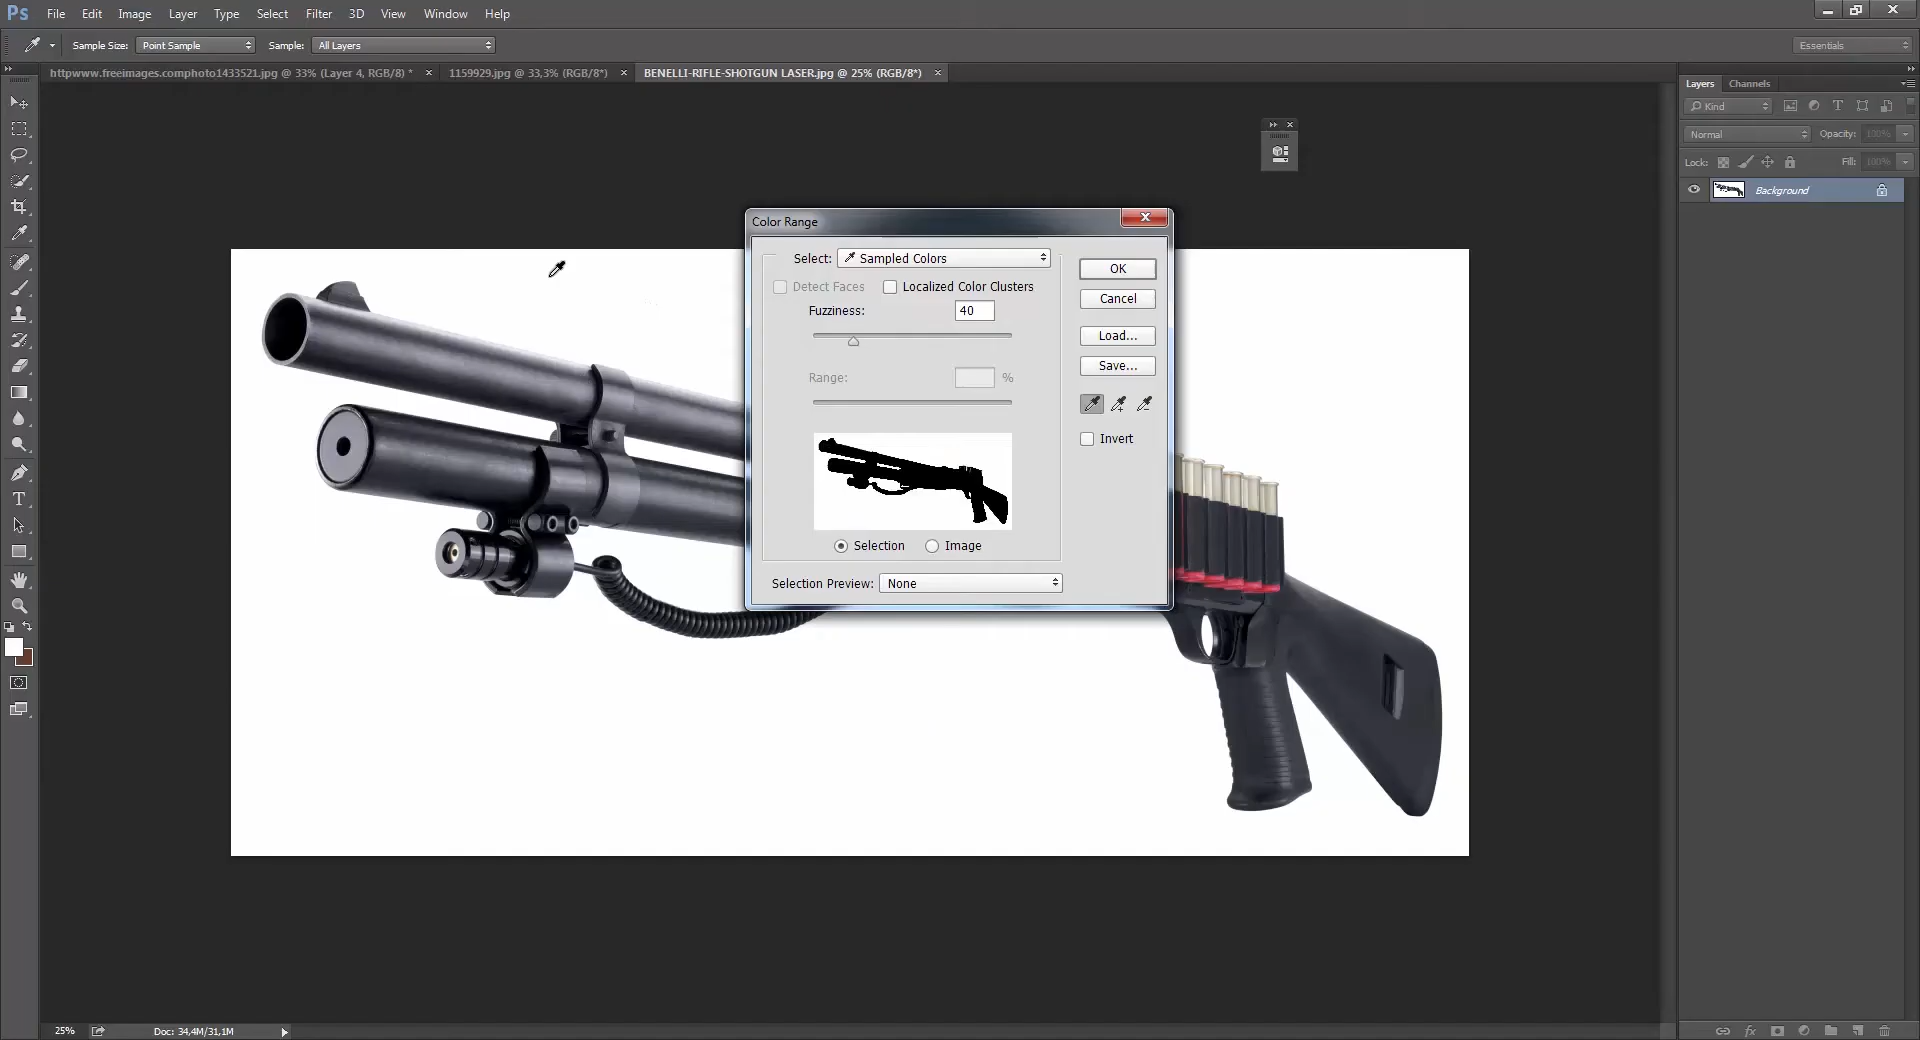 Ps File Edit Image Layer Type Select Filter 3D View Window Help
Sample Size: Point Sample Sample: All Layers Essentials
httpwww.freeimages.comphoto1433521.jpg @ 33% (Layer 4, RGB/8) * × 1159929.jpg @ 33,3% (RGB/8*) × BENELLI-RIFLE-SHOTGUN LASER.jpg @ 25% (RGB/8*) ×
Layers Channels
Kind
Normal Opacity: 100%
Lock: Fill: 100%
Background
Color Range
Select: Sampled Colors
OK
Detect Faces Localized Color Clusters
Cancel
Fuzziness: 40
Load...
Save...
Range: %
Invert
Selection Image
Selection Preview: None
25% Doc: 34,4M/31,1M